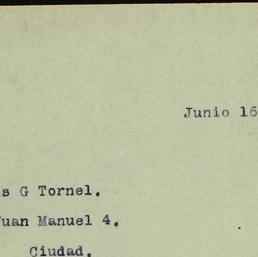 Junio 16
s G Tornel.
uan Manuel 4.
Ciudad.